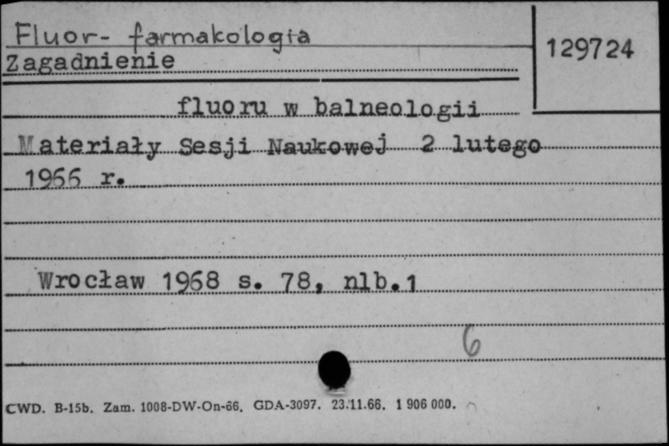 Fluor- farmakologia
129724
Zagadnienie
fluoru w balneologii
Materiały Sesji Naukowej 2 lutego
1966 r.
Wrocław 1968 s. 78, nlb.1
6
CWD. B-15b. Zam. 1008-DW-On-66. GDA-3097. 23.11.66. 1 906 000.